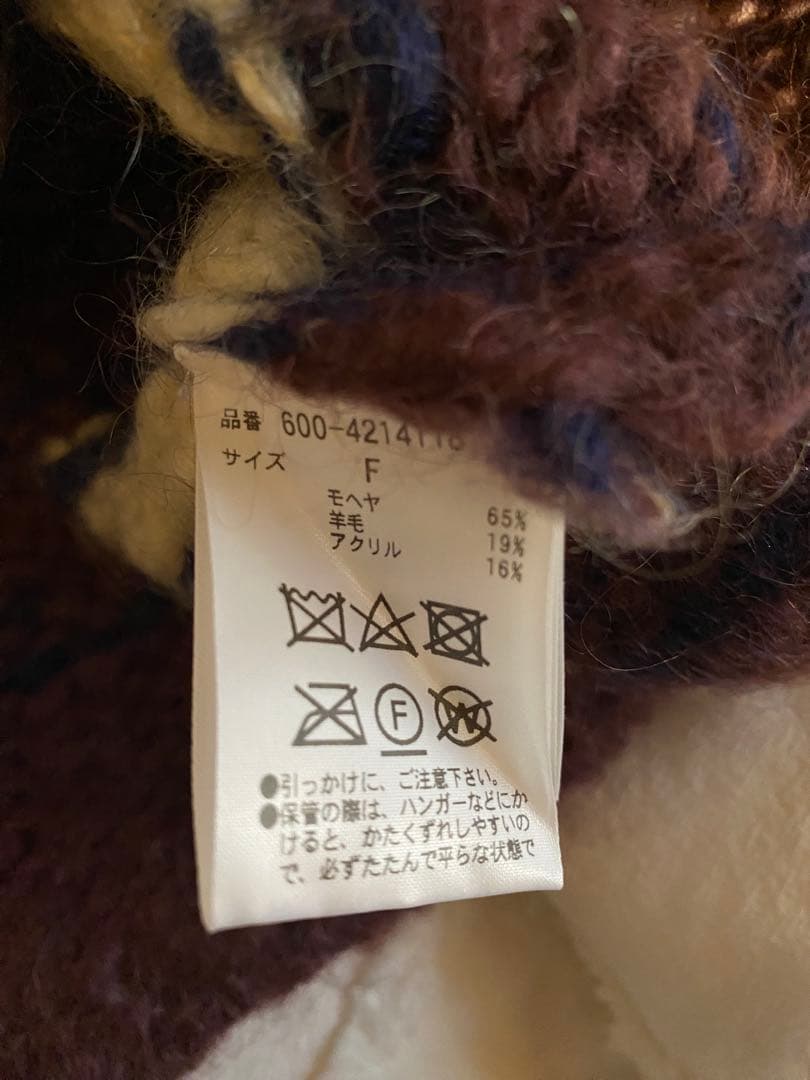 品番 600-4214116
サイズ F
モヘヤ 65%
羊毛 19%
アクリル 16%
F
W
●引っかけに、ご注意下さい。
●保管の際は、ハンガーなどにか
けると、かたくずれしやすいの
で、必ずたたんで平らな状態で